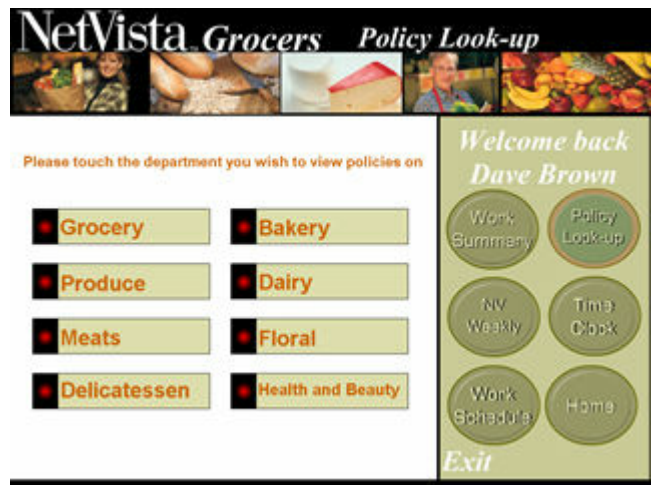 NetVista™ Grocers Policy Look-up
Please touch the department you wish to view policies on
Grocery
Bakery
Produce
Dairy
Meats
Floral
Delicatessen
Health and Beauty
Welcome back
Dave Brown
Work
Summary
Policy
Look-up
NV
Weekly
Time
Clock
Work
Schedule
Home
Exit